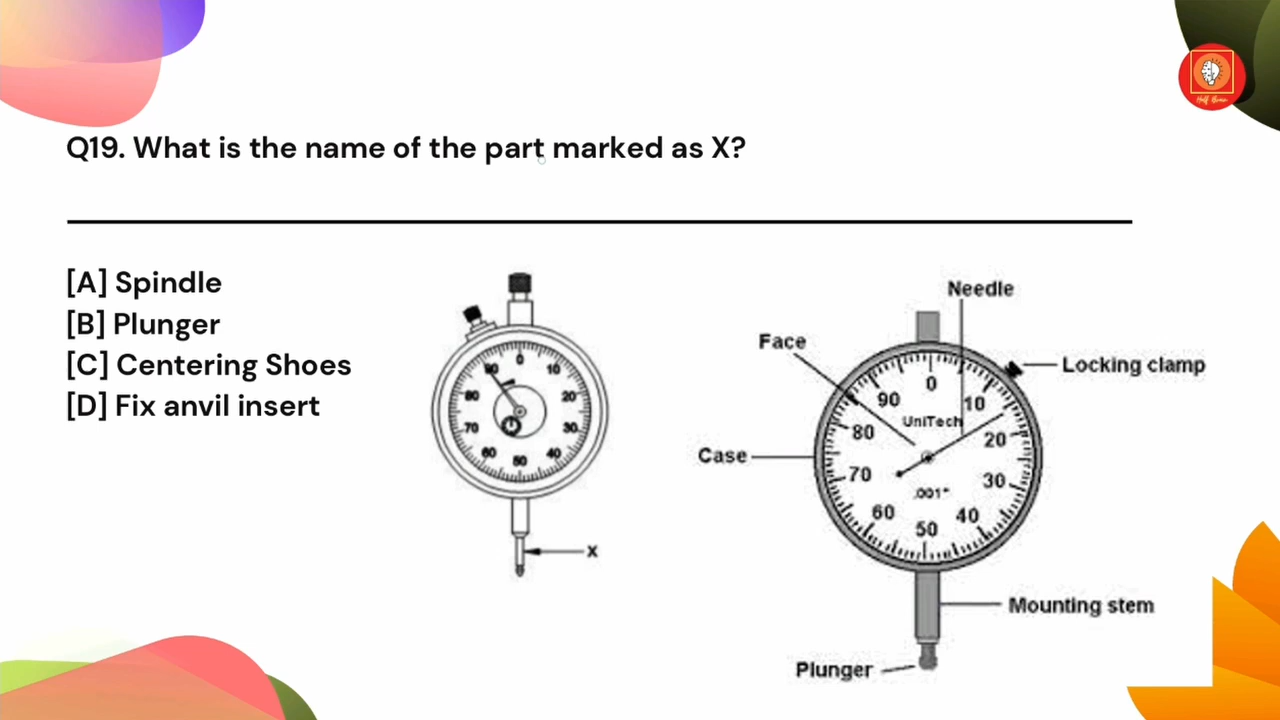 Q19. What is the name of the part marked as X?
[A] Spindle
[B] Plunger
[C] Centering Shoes
[D] Fix anvil insert
0
10
20
30
40
50
60
70
80
90
X
Needle
Face
Locking clamp
Case
0
10
20
30
40
50
60
70
80
90
UniTech
.001"
Mounting stem
Plunger